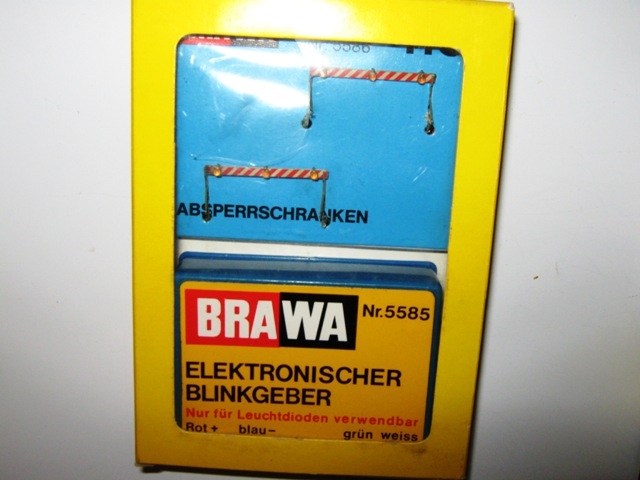 Nr. 5586
ABSPERRSCHRANKEN
BRAWA
Nr.5585
ELEKTRONISCHER
BLINKGEBER
Nur für Leuchtdioden verwendbar
Rot + blau – grün weiss